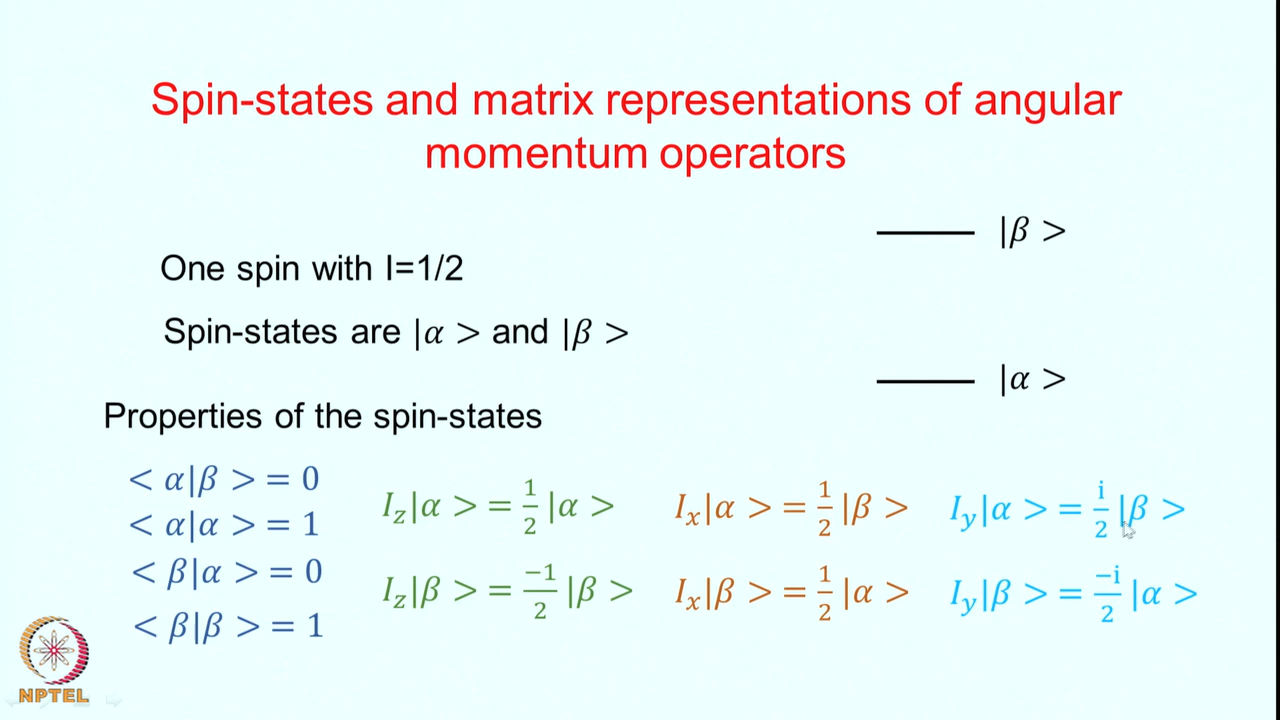 Spin-states and matrix representations of angular
momentum operators
|β >
One spin with I=1/2
Spin-states are |α > and |β >
|α >
Properties of the spin-states
< α|β > = 0
< α|α > = 1
< β|α > = 0
< β|β > = 1
I_z|α > = 1/2 |α >
I_z|β > = -1/2 |β >
I_x|α > = 1/2 |β >
I_x|β > = 1/2 |α >
I_y|α > = i/2 |β >
I_y|β > = -i/2 |α >
NPTEL